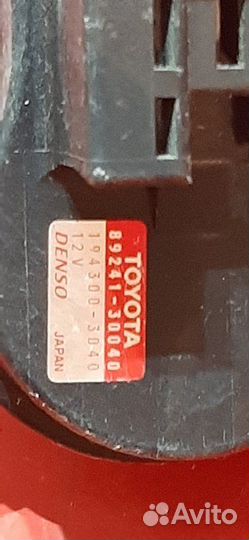 TOYOTA
89241-30040
194300-3040
12V
DENSO JAPAN
Avito